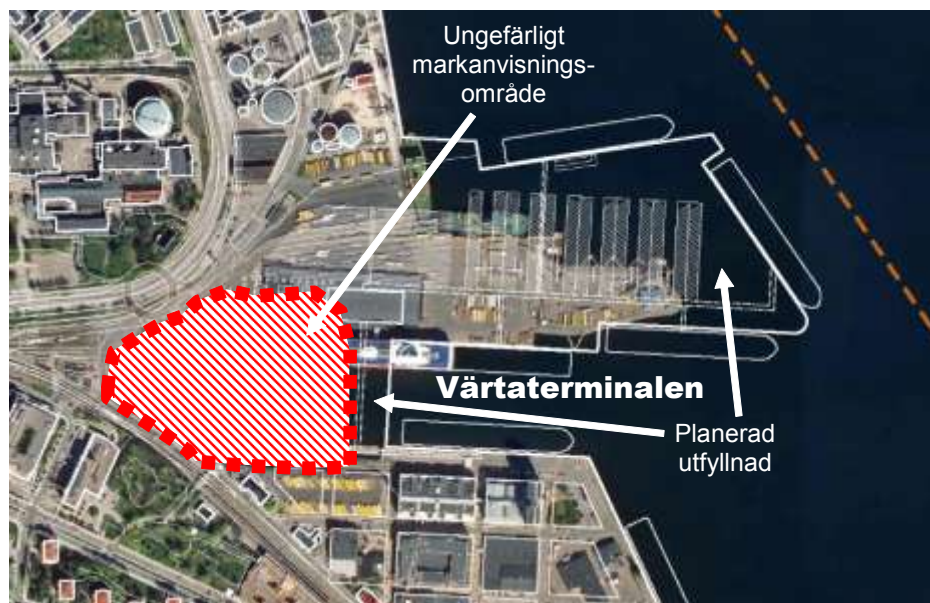 Ungefärligt
markanvisnings-
område
Värtaterminalen
Planerad
utfyllnad